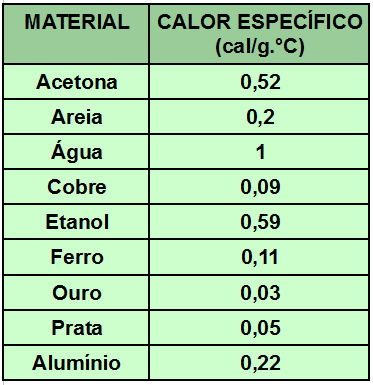 MATERIAL CALOR ESPECÍFICO
(cal/g.ºC)
Acetona 0,52
Areia 0,2
Água 1
Cobre 0,09
Etanol 0,59
Ferro 0,11
Ouro 0,03
Prata 0,05
Alumínio 0,22